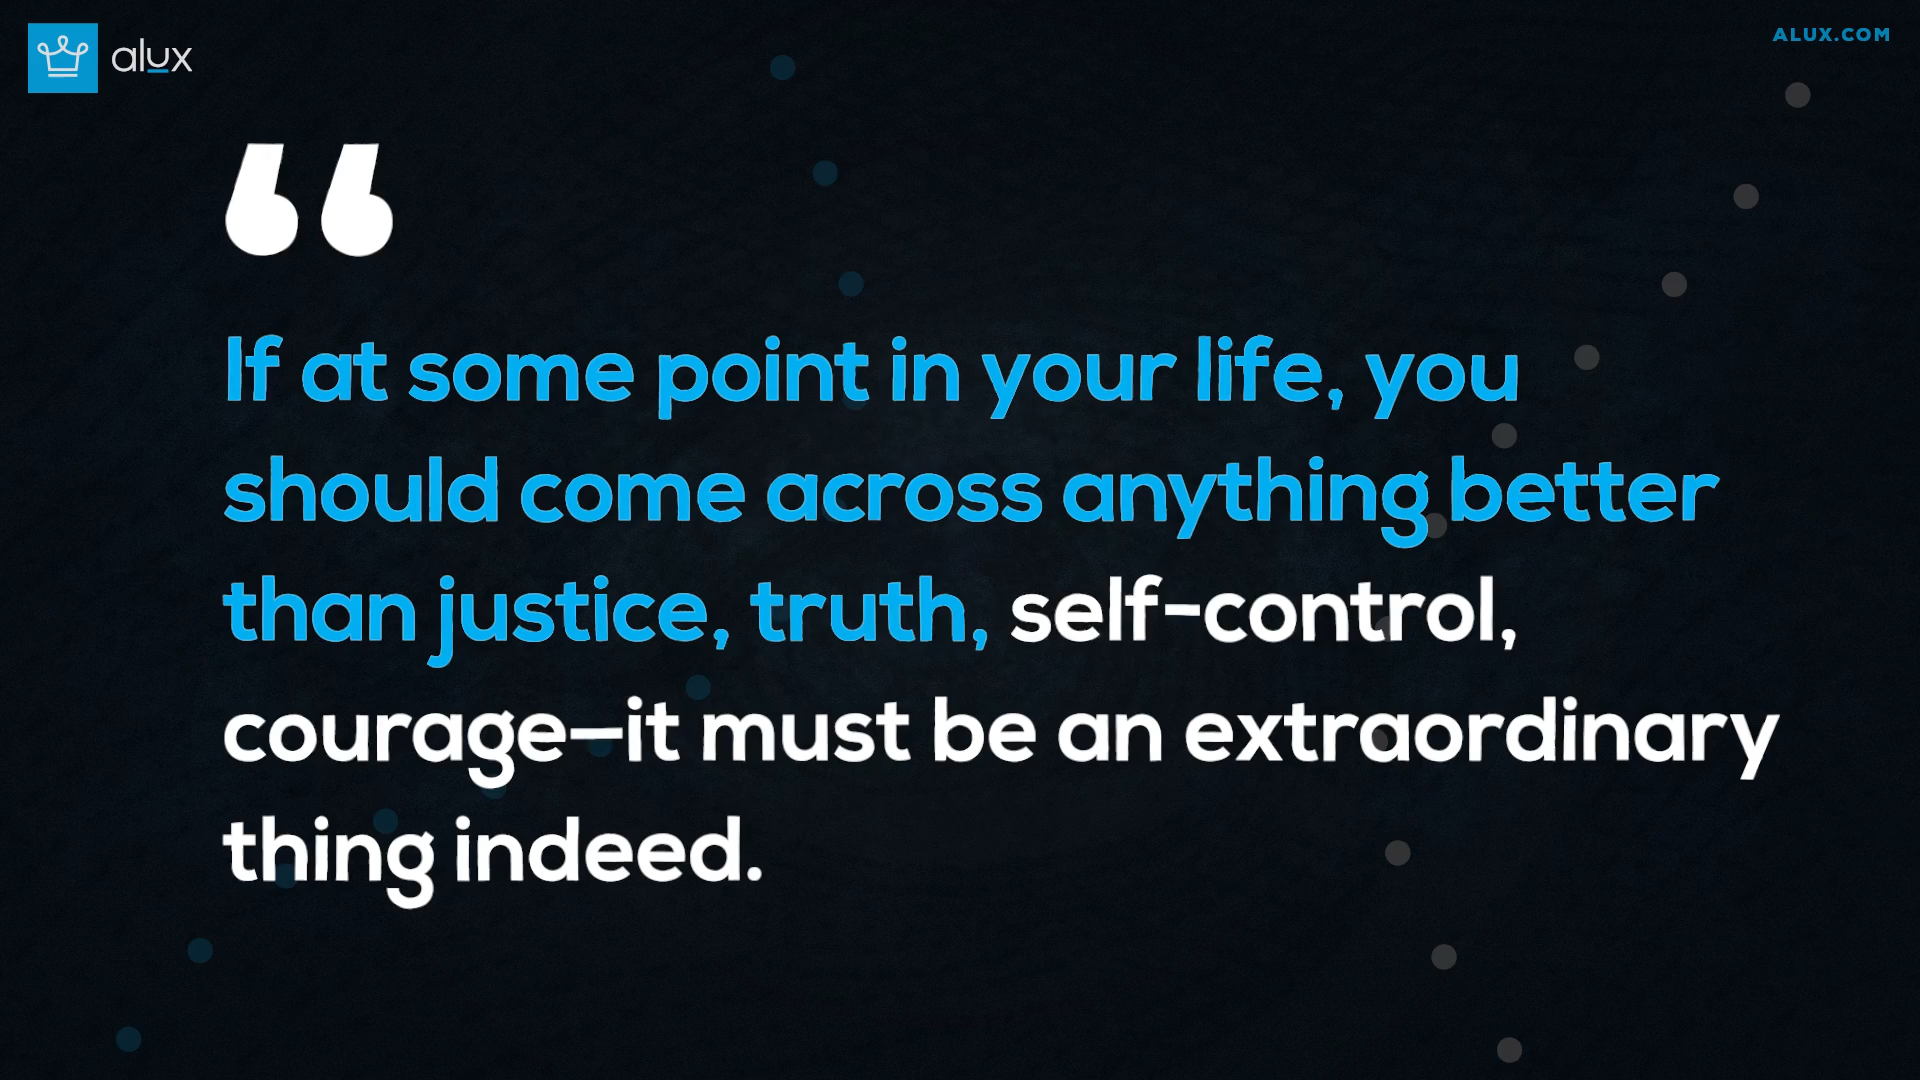 alux
ALUX.COM
“
If at some point in your life, you
should come across anything better
than justice, truth, self-control,
courage—it must be an extraordinary
thing indeed.